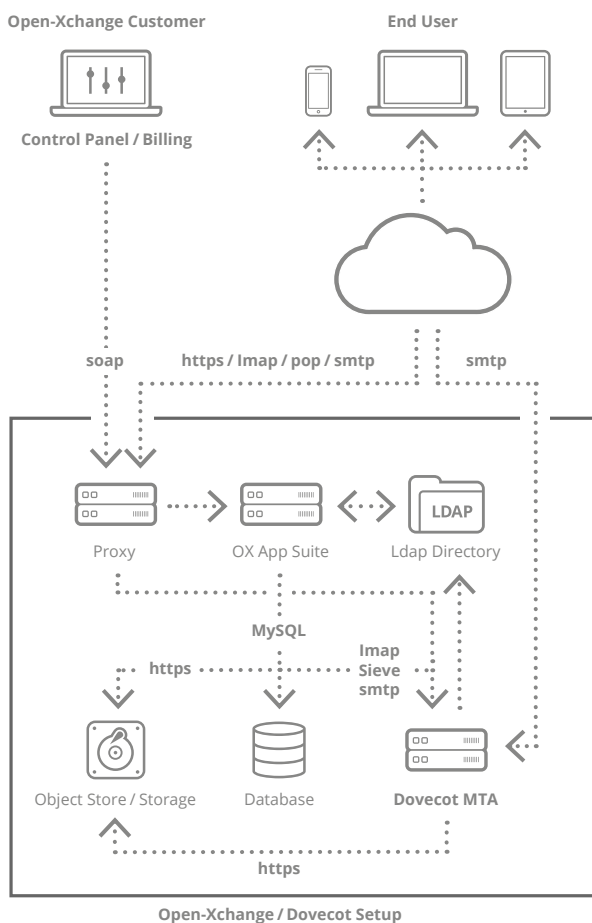 Open-Xchange Customer
End User
Control Panel / Billing
soap
https / Imap / pop / smtp
smtp
LDAP
Proxy
OX App Suite
Ldap Directory
MySQL
Imap
https
Sieve
smtp
Object Store / Storage
Database
Dovecot MTA
https
Open-Xchange / Dovecot Setup